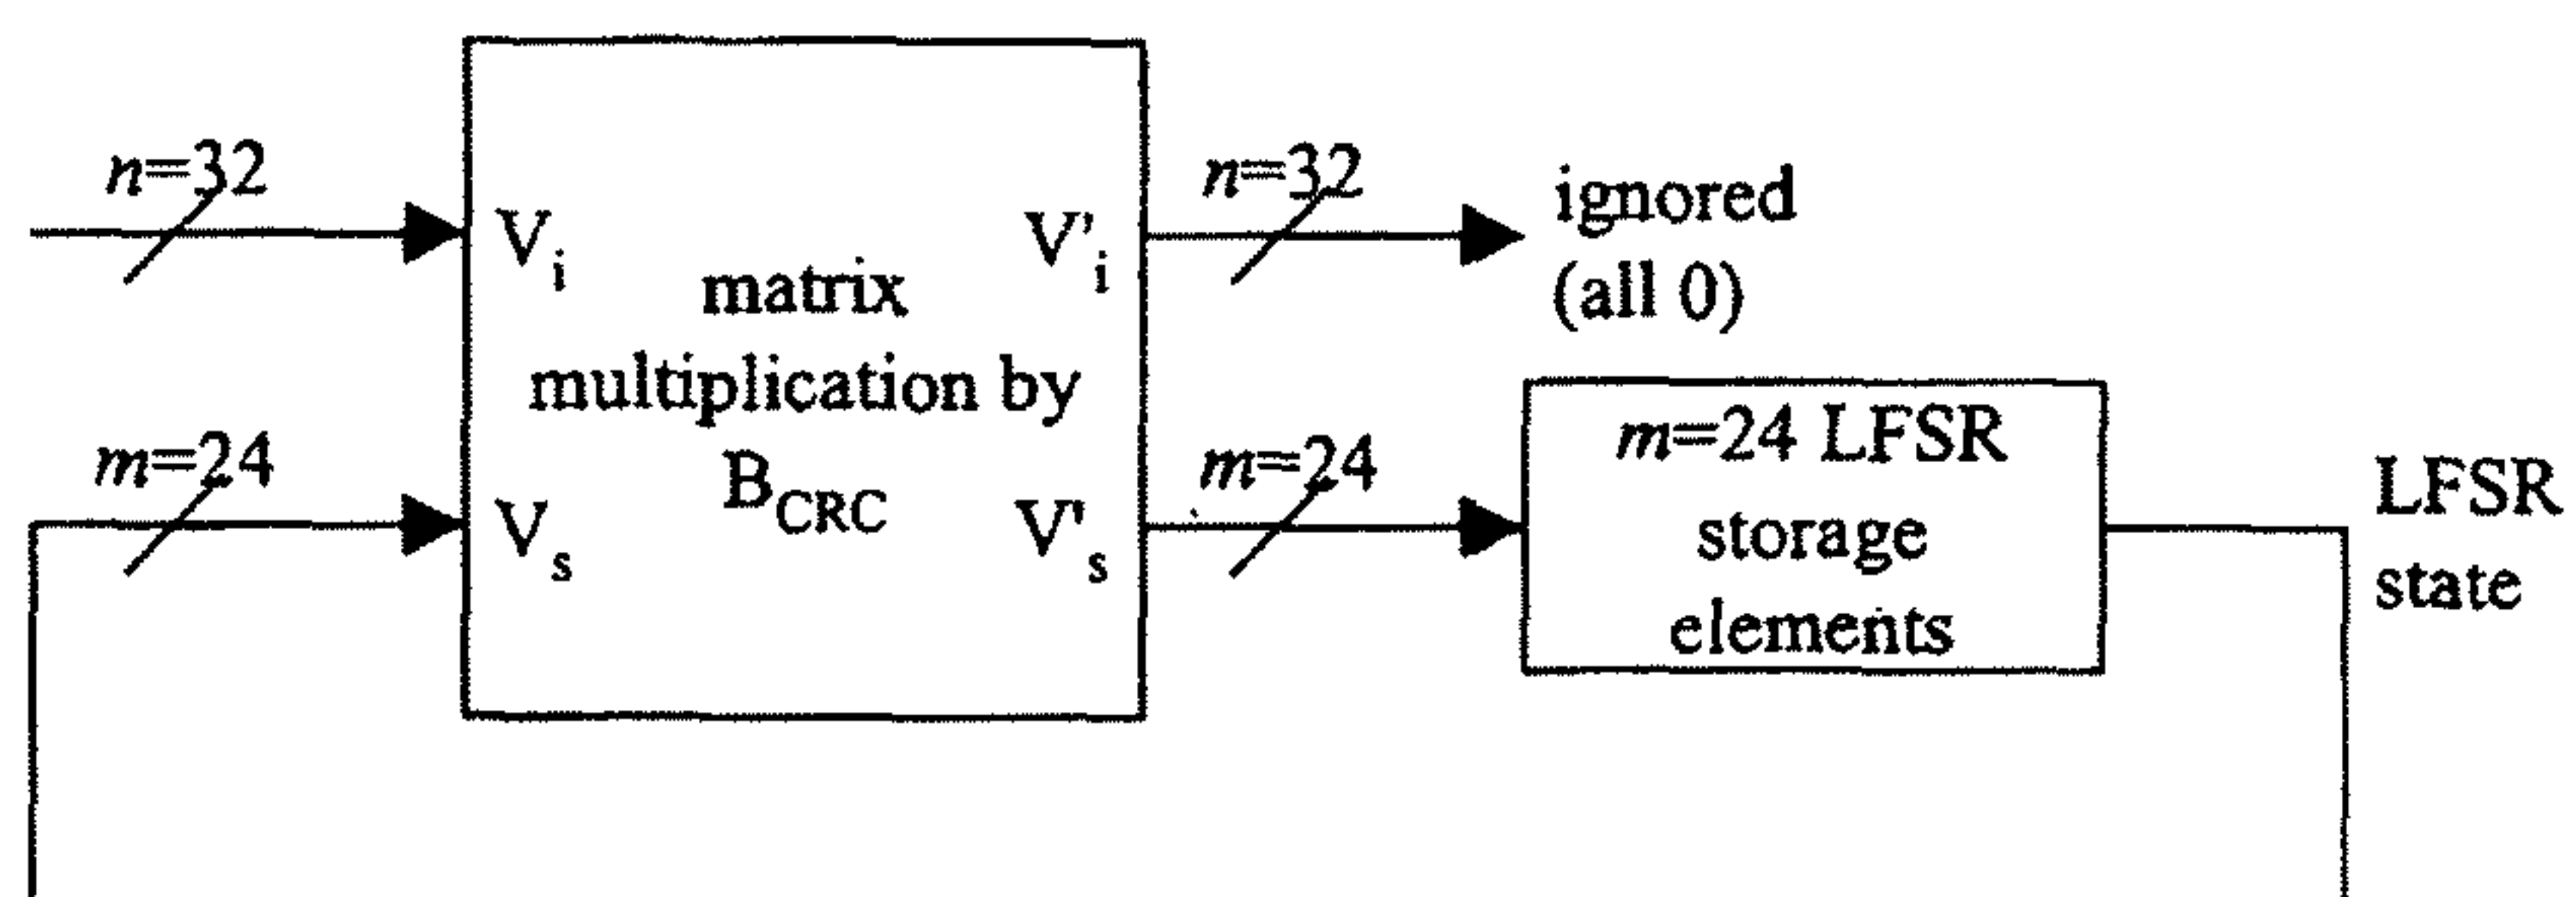 n=32
m=24
V_i
V_s
matrix
multiplication by
B_CRC
V'_i
V'_s
n=32
m=24
ignored
(all 0)
m=24 LFSR
storage
elements
LFSR
state